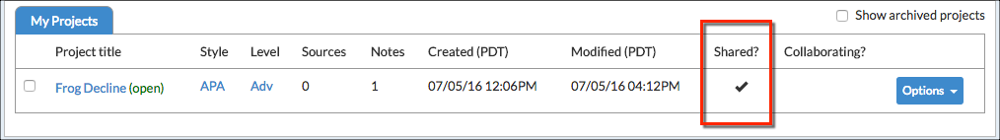 My Projects
Show archived projects
Project title Style Level Sources Notes Created (PDT) Modified (PDT) Shared? Collaborating?
Frog Decline (open) APA Adv 0 1 07/05/16 12:06PM 07/05/16 04:12PM ✔ Options